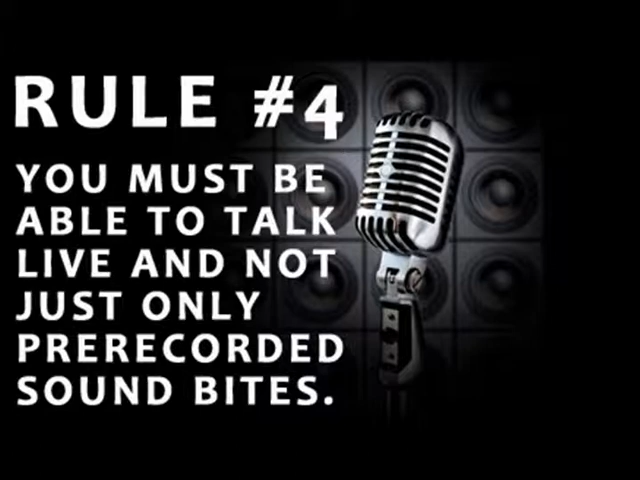 RULE #4
YOU MUST BE
ABLE TO TALK
LIVE AND NOT
JUST ONLY
PRERECORDED
SOUND BITES.